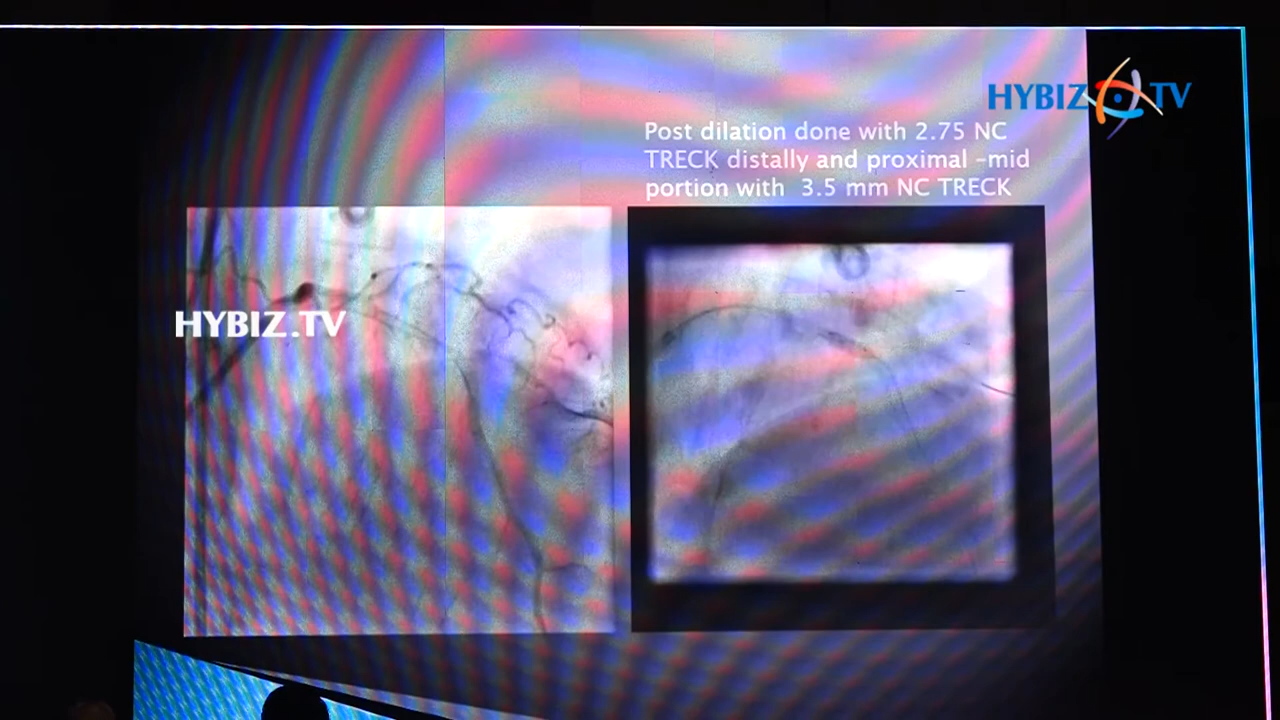 HYBIZ TV
Post dilation done with 2.75 NC
TRECK distally and proximal -mid
portion with 3.5 mm NC TRECK
HYBIZ.TV